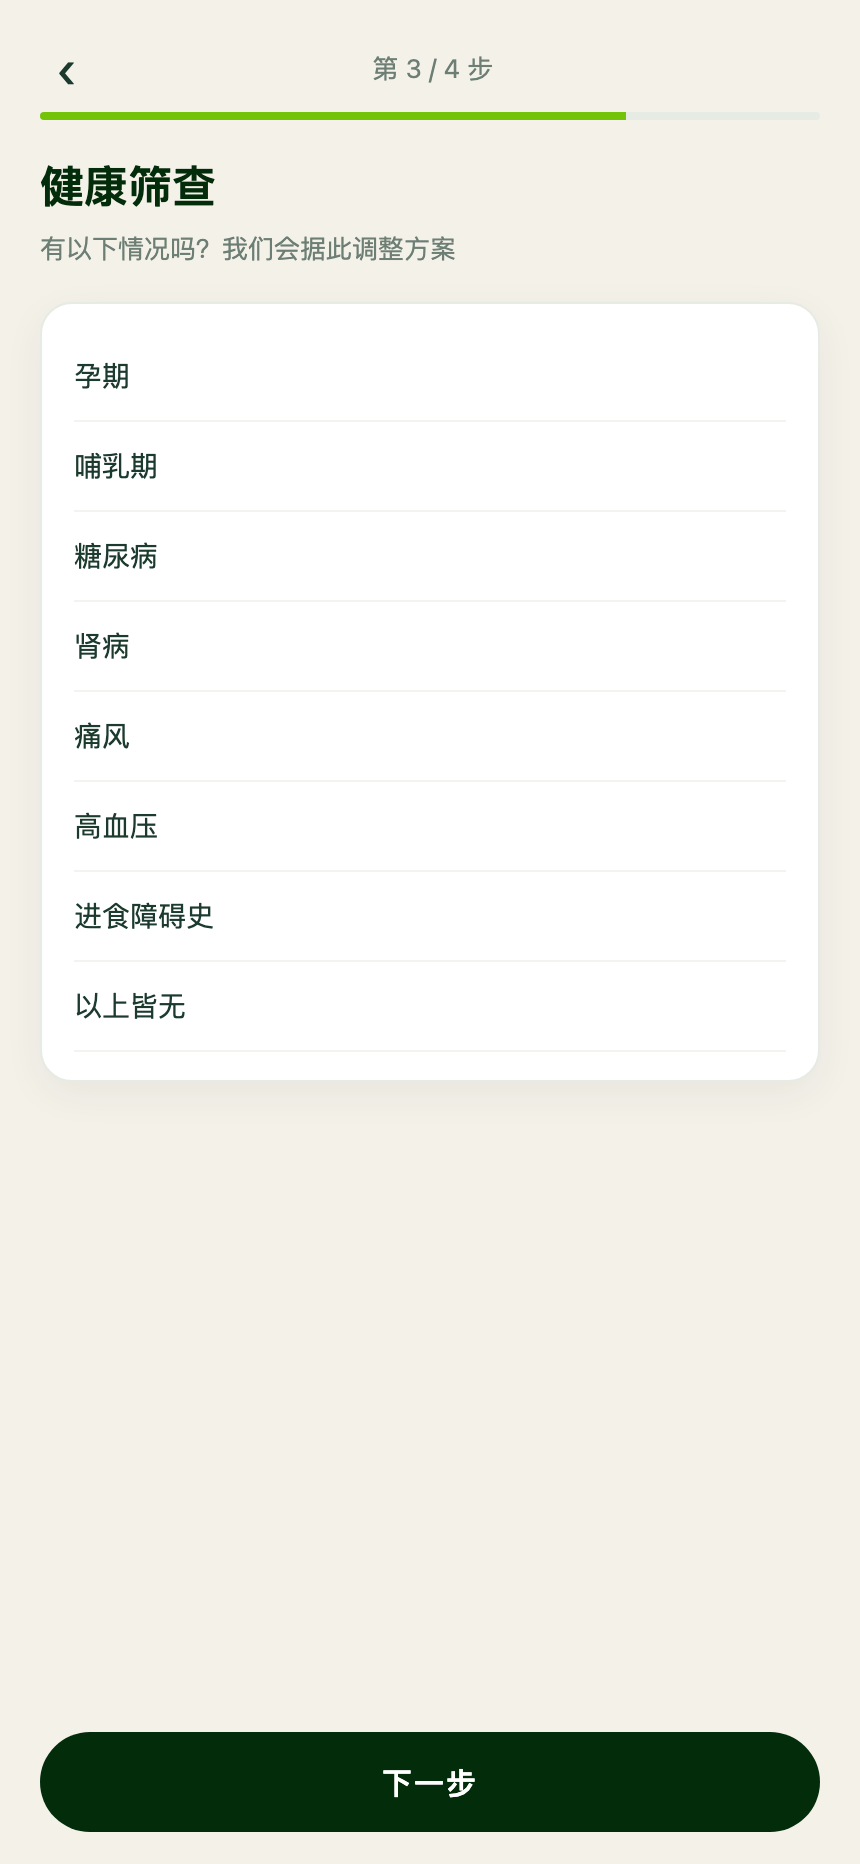 第 3 / 4 步
健康筛查
有以下情况吗？我们会据此调整方案
孕期
哺乳期
糖尿病
肾病
痛风
高血压
进食障碍史
以上皆无
下一步